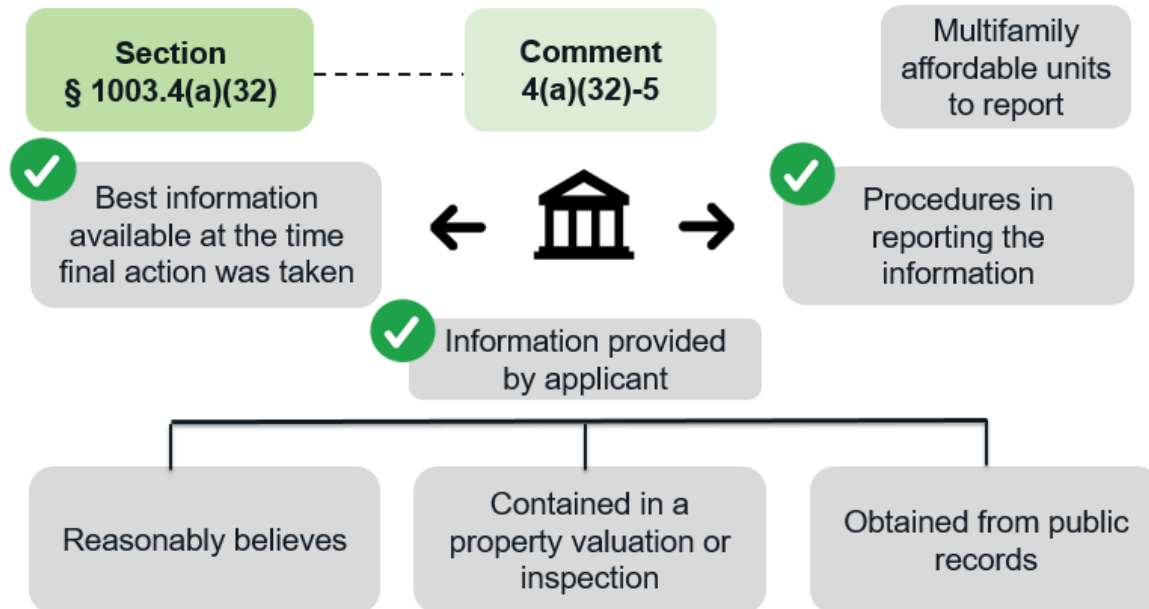 Section
§ 1003.4(a)(32)
Comment
4(a)(32)-5
Multifamily
affordable units
to report
Best information
available at the time
final action was taken
Procedures in
reporting the
information
Information provided
by applicant
Reasonably believes
Contained in a
property valuation or
inspection
Obtained from public
records